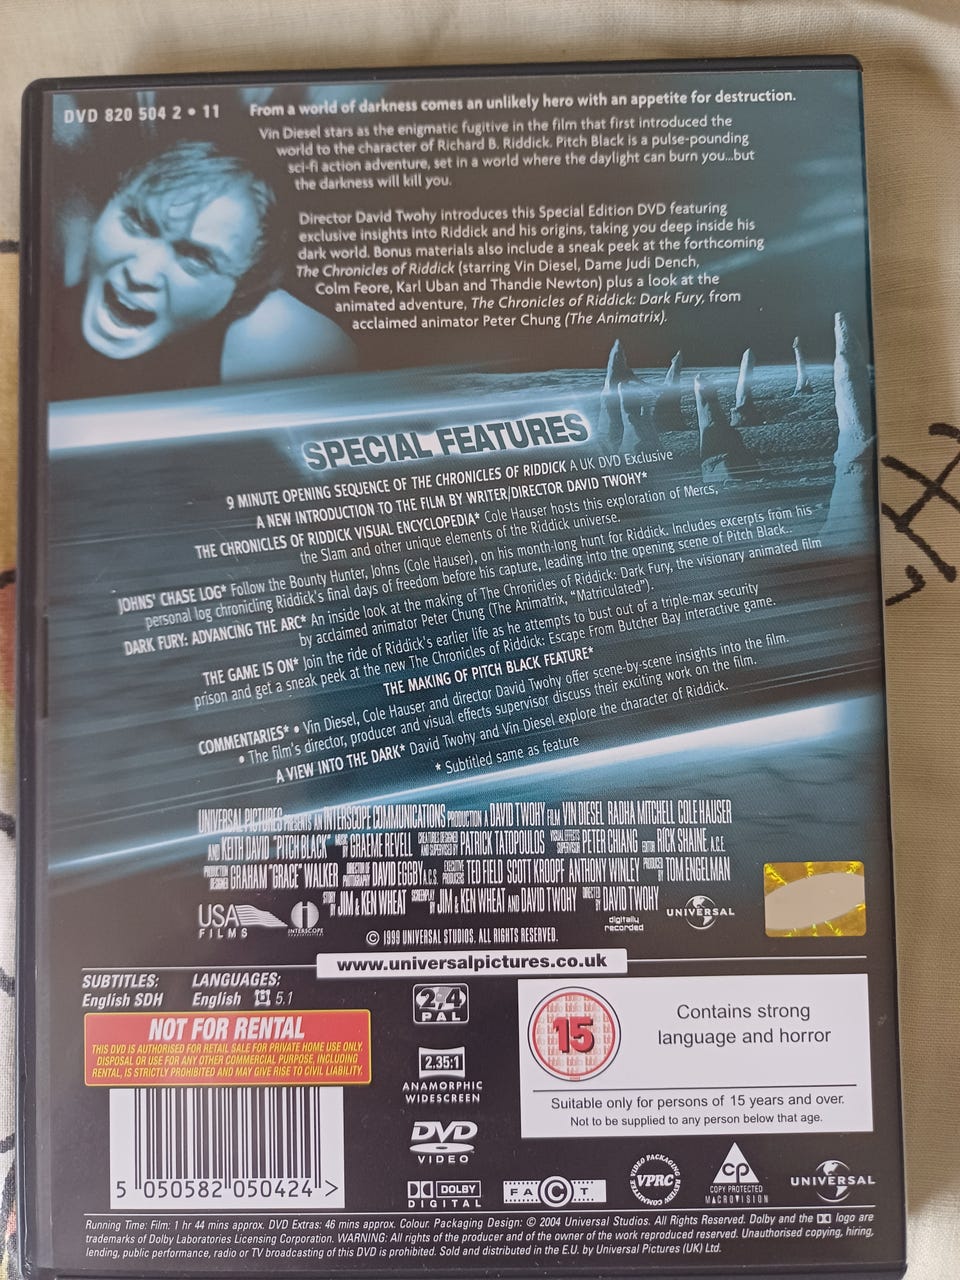 DVD 820 504 2 • 11
From a world of darkness comes an unlikely hero with an appetite for destruction.
Vin Diesel stars as the enigmatic fugitive in the film that first introduced the
world to the character of Richard B. Riddick. Pitch Black is a pulse-pounding
sci-fi action adventure, set in a world where the daylight can burn you...but
the darkness will kill you.
Director David Twohy introduces this Special Edition DVD featuring
exclusive insights into Riddick and his origins, taking you deep inside his
dark world. Bonus materials also include a sneak peek at the forthcoming
The Chronicles of Riddick (starring Vin Diesel, Dame Judi Dench,
Colm Feore, Karl Uban and Thandie Newton) plus a look at the
animated adventure, The Chronicles of Riddick: Dark Fury, from
acclaimed animator Peter Chung (The Animatrix).
SPECIAL FEATURES
9 MINUTE OPENING SEQUENCE OF THE CHRONICLES OF RIDDICK A UK DVD Exclusive
A NEW INTRODUCTION TO THE FILM BY WRITER/DIRECTOR DAVID TWOHY*
THE CHRONICLES OF RIDDICK VISUAL ENCYCLOPEDIA* Cole Hauser hosts this exploration of Mercs,
the Slam and other unique elements of the Riddick universe.
JOHNS' CHASE LOG* Follow the Bounty Hunter, Johns (Cole Hauser), on his month-long hunt for Riddick. Includes excerpts from his
personal log chronicling Riddick's final days of freedom before his capture, leading into the opening scene of Pitch Black..
DARK FURY: ADVANCING THE ARC* An inside look at the making of The Chronicles of Riddick: Dark Fury, the visionary animated film
by acclaimed animator Peter Chung (The Animatrix, "Matriculated").
THE GAME IS ON* Join the ride of Riddick's earlier life as he attempts to bust out of a triple-max security
prison and get a sneak peek at the new The Chronicles of Riddick: Escape From Butcher Bay interactive game.
THE MAKING OF PITCH BLACK FEATURE*
COMMENTARIES* • Vin Diesel, Cole Hauser and director David Twohy offer scene-by-scene insights into the film.
• The film's director, producer and visual effects supervisor discuss their exciting work on the film.
A VIEW INTO THE DARK* David Twohy and Vin Diesel explore the character of Riddick.
* Subtitled same as feature
UNIVERSAL PICTURES PRESENTS AN INTERSCOPE COMMUNICATIONS PRODUCTION A DAVID TWOHY FILM VIN DIESEL RADHA MITCHELL COLE HAUSER
AND KEITH DAVID "PITCH BLACK" MUSIC BY GRAEME REVELL CREATURES DESIGNED AND SUPERVISED BY PATRICK TATOPOULOS VISUAL EFFECTS SUPERVISOR PETER CHIANG EDITOR RICK SHAINE A.C.E.
PRODUCTION DESIGNER GRAHAM "GRACE" WALKER DIRECTOR OF PHOTOGRAPHY DAVID EGGBY A.C.S. EXECUTIVE PRODUCERS TED FIELD SCOTT KROOPF ANTHONY WINLEY PRODUCED BY TOM ENGELMAN
STORY BY JIM & KEN WHEAT SCREENPLAY BY JIM & KEN WHEAT AND DAVID TWOHY DIRECTED BY DAVID TWOHY
USA FILMS
i INTERSCOPE
digitally recorded
UNIVERSAL
© 1999 UNIVERSAL STUDIOS. ALL RIGHTS RESERVED.
www.universalpictures.co.uk
SUBTITLES:
English SDH
LANGUAGES:
English 5.1
NOT FOR RENTAL
THIS DVD IS AUTHORISED FOR RETAIL SALE FOR PRIVATE HOME USE ONLY.
DISPOSAL OR USE FOR ANY OTHER COMMERCIAL PURPOSE, INCLUDING
RENTAL, IS STRICTLY PROHIBITED AND MAY GIVE RISE TO CIVIL LIABILITY.
5 050582 050424 >
2,4
PAL
2.35:1
ANAMORPHIC
WIDESCREEN
DVD
VIDEO
DOLBY
DIGITAL
15
Contains strong
language and horror
Suitable only for persons of 15 years and over.
Not to be supplied to any person below that age.
FACT
VIDEO PACKAGING REVIEW COMMITTEE
VPRC
cp
COPY PROTECTED
MACROVISION
UNIVERSAL
Running Time: Film: 1 hr 44 mins approx. DVD Extras: 46 mins approx. Colour. Packaging Design: © 2004 Universal Studios. All Rights Reserved. Dolby and the logo are
trademarks of Dolby Laboratories Licensing Corporation. WARNING: All rights of the producer and of the owner of the work reproduced reserved. Unauthorised copying, hiring,
lending, public performance, radio or TV broadcasting of this DVD is prohibited. Sold and distributed in the E.U. by Universal Pictures (UK) Ltd.